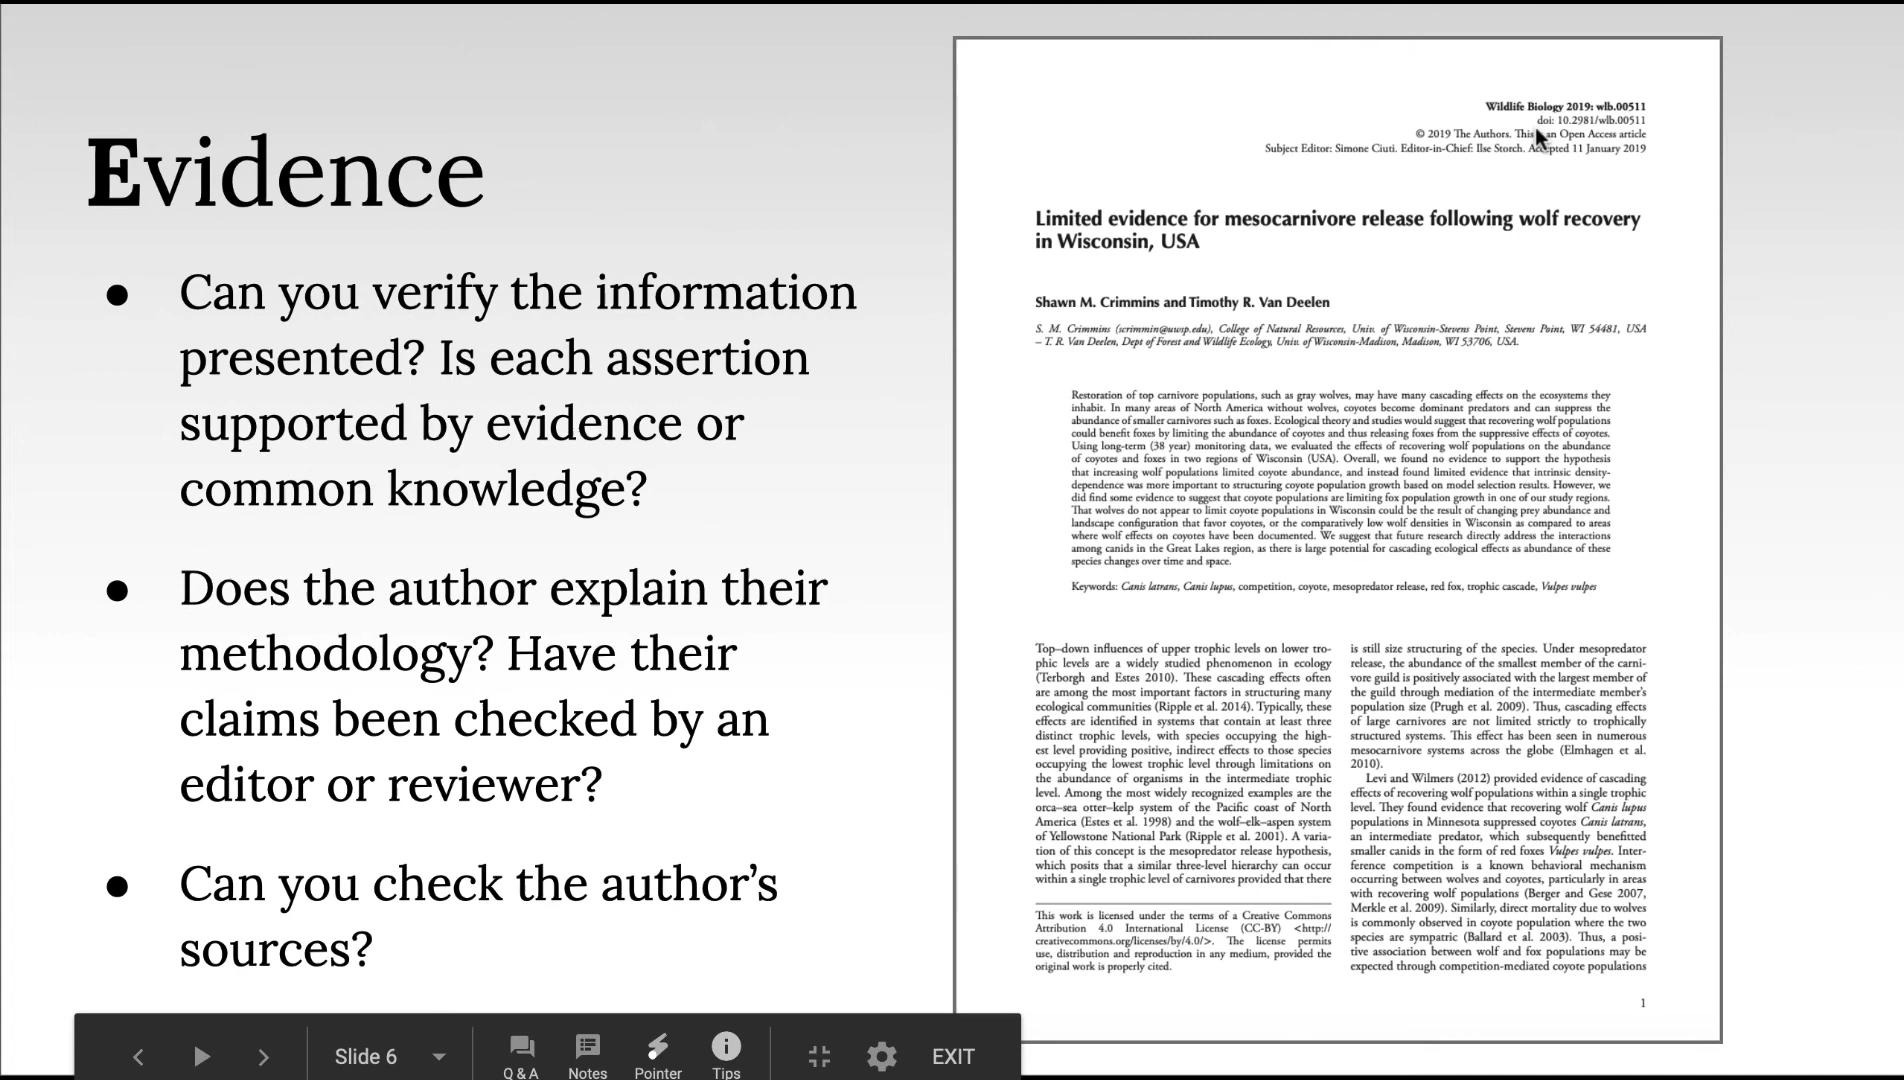 Evidence
● Can you verify the information
presented? Is each assertion
supported by evidence or
common knowledge?
● Does the author explain their
methodology? Have their
claims been checked by an
editor or reviewer?
● Can you check the author's
sources?
Wildlife Biology 2019: wlb.00511
doi: 10.2981/wlb.00511
© 2019 The Authors. This an Open Access article
Subject Editor: Simone Ciuti. Editor-in-Chief: Ilse Storch. Accepted 11 January 2019
Limited evidence for mesocarnivore release following wolf recovery
in Wisconsin, USA
Shawn M. Crimmins and Timothy R. Van Deelen
S. M. Crimmins (scrimmin@uwsp.edu), College of Natural Resources, Univ. of Wisconsin-Stevens Point, Stevens Point, WI 54481, USA
– T. R. Van Deelen, Dept of Forest and Wildlife Ecology, Univ. of Wisconsin-Madison, Madison, WI 53706, USA.
Restoration of top carnivore populations, such as gray wolves, may have many cascading effects on the ecosystems they
inhabit. In many areas of North America without wolves, coyotes become dominant predators and can suppress the
abundance of smaller carnivores such as foxes. Ecological theory and studies would suggest that recovering wolf populations
could benefit foxes by limiting the abundance of coyotes and thus releasing foxes from the suppressive effects of coyotes.
Using long-term (38 year) monitoring data, we evaluated the effects of recovering wolf populations on the abundance
of coyotes and foxes in two regions of Wisconsin (USA). Overall, we found no evidence to support the hypothesis
that increasing wolf populations limited coyote abundance, and instead found limited evidence that intrinsic density-
dependence was more important to structuring coyote population growth based on model selection results. However, we
did find some evidence to suggest that coyote populations are limiting fox population growth in one of our study regions.
That wolves do not appear to limit coyote populations in Wisconsin could be the result of changing prey abundance and
landscape configuration that favor coyotes, or the comparatively low wolf densities in Wisconsin as compared to areas
where wolf effects on coyotes have been documented. We suggest that future research directly address the interactions
among canids in the Great Lakes region, as there is large potential for cascading ecological effects as abundance of these
species changes over time and space.
Keywords: Canis latrans, Canis lupus, competition, coyote, mesopredator release, red fox, trophic cascade, Vulpes vulpes
Top–down influences of upper trophic levels on lower tro-
phic levels are a widely studied phenomenon in ecology
(Terborgh and Estes 2010). These cascading effects often
are among the most important factors in structuring many
ecological communities (Ripple et al. 2014). Typically, these
effects are identified in systems that contain at least three
distinct trophic levels, with species occupying the high-
est level providing positive, indirect effects to those species
occupying the lowest trophic level through limitations on
the abundance of organisms in the intermediate trophic
level. Among the most widely recognized examples are the
orca–sea otter–kelp system of the Pacific coast of North
America (Estes et al. 1998) and the wolf–elk–aspen system
of Yellowstone National Park (Ripple et al. 2001). A varia-
tion of this concept is the mesopredator release hypothesis,
which posits that a similar three-level hierarchy can occur
within a single trophic level of carnivores provided that there
This work is licensed under the terms of a Creative Commons
Attribution 4.0 International License (CC-BY) <http://
creativecommons.org/licenses/by/4.0/>. The license permits
use, distribution and reproduction in any medium, provided the
original work is properly cited.
is still size structuring of the species. Under mesopredator
release, the abundance of the smallest member of the carni-
vore guild is positively associated with the largest member of
the guild through mediation of the intermediate member's
population size (Prugh et al. 2009). Thus, cascading effects
of large carnivores are not limited strictly to trophically
structured systems. This effect has been seen in numerous
mesocarnivore systems across the globe (Elmhagen et al.
2010).
Levi and Wilmers (2012) provided evidence of cascading
effects of recovering wolf populations within a single trophic
level. They found evidence that recovering wolf Canis lupus
populations in Minnesota suppressed coyotes Canis latrans,
an intermediate predator, which subsequently benefitted
smaller canids in the form of red foxes Vulpes vulpes. Inter-
ference competition is a known behavioral mechanism
occurring between wolves and coyotes, particularly in areas
with recovering wolf populations (Berger and Gese 2007,
Merkle et al. 2009). Similarly, direct mortality due to wolves
is commonly observed in coyote population where the two
species are sympatric (Ballard et al. 2003). Thus, a posi-
tive association between wolf and fox populations may be
expected through competition-mediated coyote populations
1
Slide 6
Q & A
Notes
Pointer
Tips
EXIT